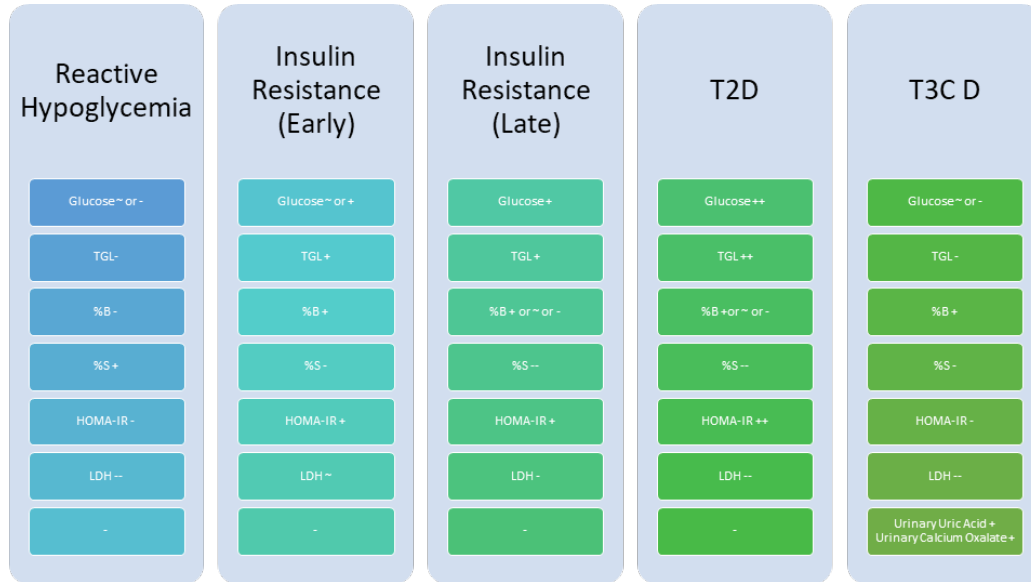 Reactive
Hypoglycemia
Glucose ~ or -
TGL-
%B -
%S +
HOMA-IR -
LDH --
-
Insulin
Resistance
(Early)
Glucose ~ or +
TGL +
%B +
%S -
HOMA-IR +
LDH ~
-
Insulin
Resistance
(Late)
Glucose +
TGL +
%B + or ~ or -
%S --
HOMA-IR +
LDH -
-
T2D
Glucose ++
TGL ++
%B +or ~ or -
%S --
HOMA-IR ++
LDH --
-
T3C D
Glucose ~ or -
TGL -
%B +
%S -
HOMA-IR -
LDH --
Urinary Uric Acid +
Urinary Calcium Oxalate +